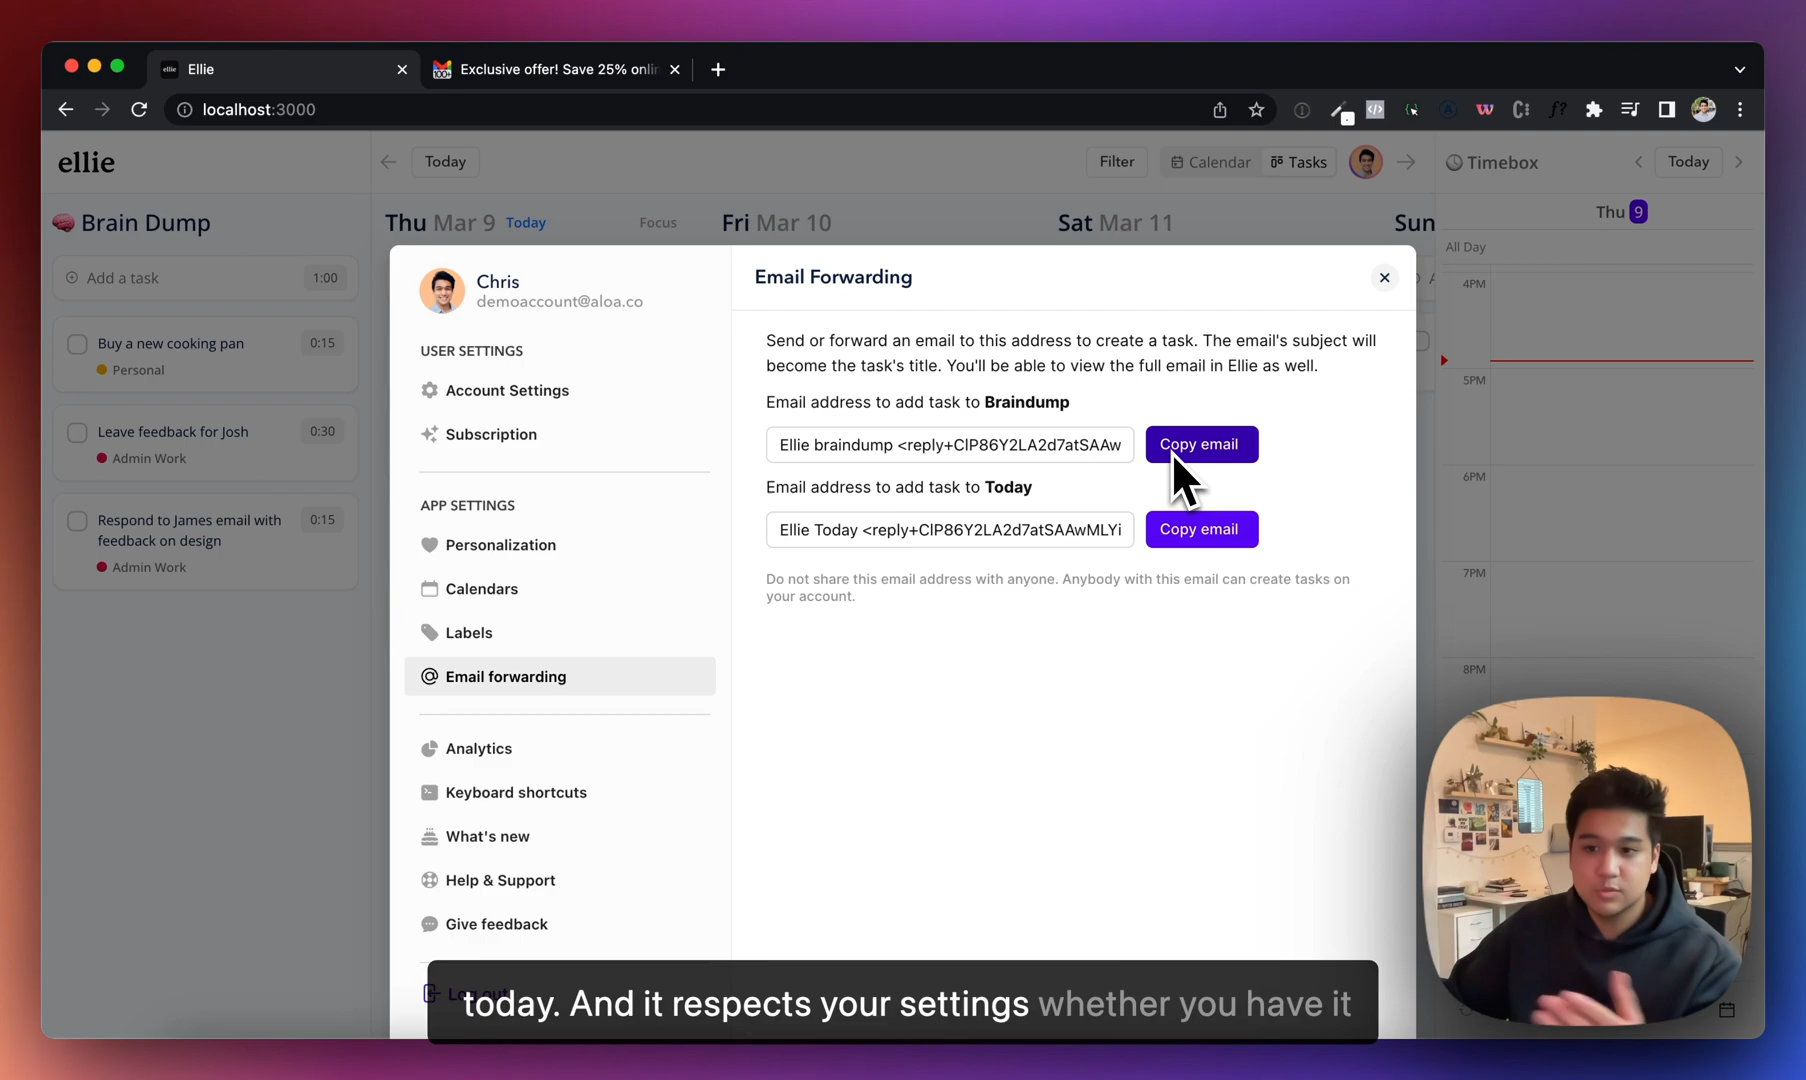 ellie
Ellie
100+
Exclusive offer! Save 25% onlin
localhost:3000
ellie
Today
Filter
Calendar
Tasks
Timebox
Today
🧠 Brain Dump
Thu Mar 9 Today
Focus
Fri Mar 10
Sat Mar 11
Sun
Thu 9
All Day
Add a task
1:00
Buy a new cooking pan
0:15
Personal
Leave feedback for Josh
0:30
Admin Work
Respond to James email with
feedback on design
0:15
Admin Work
Chris
demoaccount@aloa.co
USER SETTINGS
Account Settings
Subscription
APP SETTINGS
Personalization
Calendars
Labels
Email forwarding
Analytics
Keyboard shortcuts
What's new
Help & Support
Give feedback
Log out
Email Forwarding
Send or forward an email to this address to create a task. The email's subject will
become the task's title. You'll be able to view the full email in Ellie as well.
Email address to add task to Braindump
Ellie braindump <reply+CIP86Y2LA2d7atSAAw
Copy email
Email address to add task to Today
Ellie Today <reply+CIP86Y2LA2d7atSAAwMLYi
Copy email
Do not share this email address with anyone. Anybody with this email can create tasks on
your account.
4PM
5PM
6PM
7PM
8PM
today. And it respects your settings whether you have it